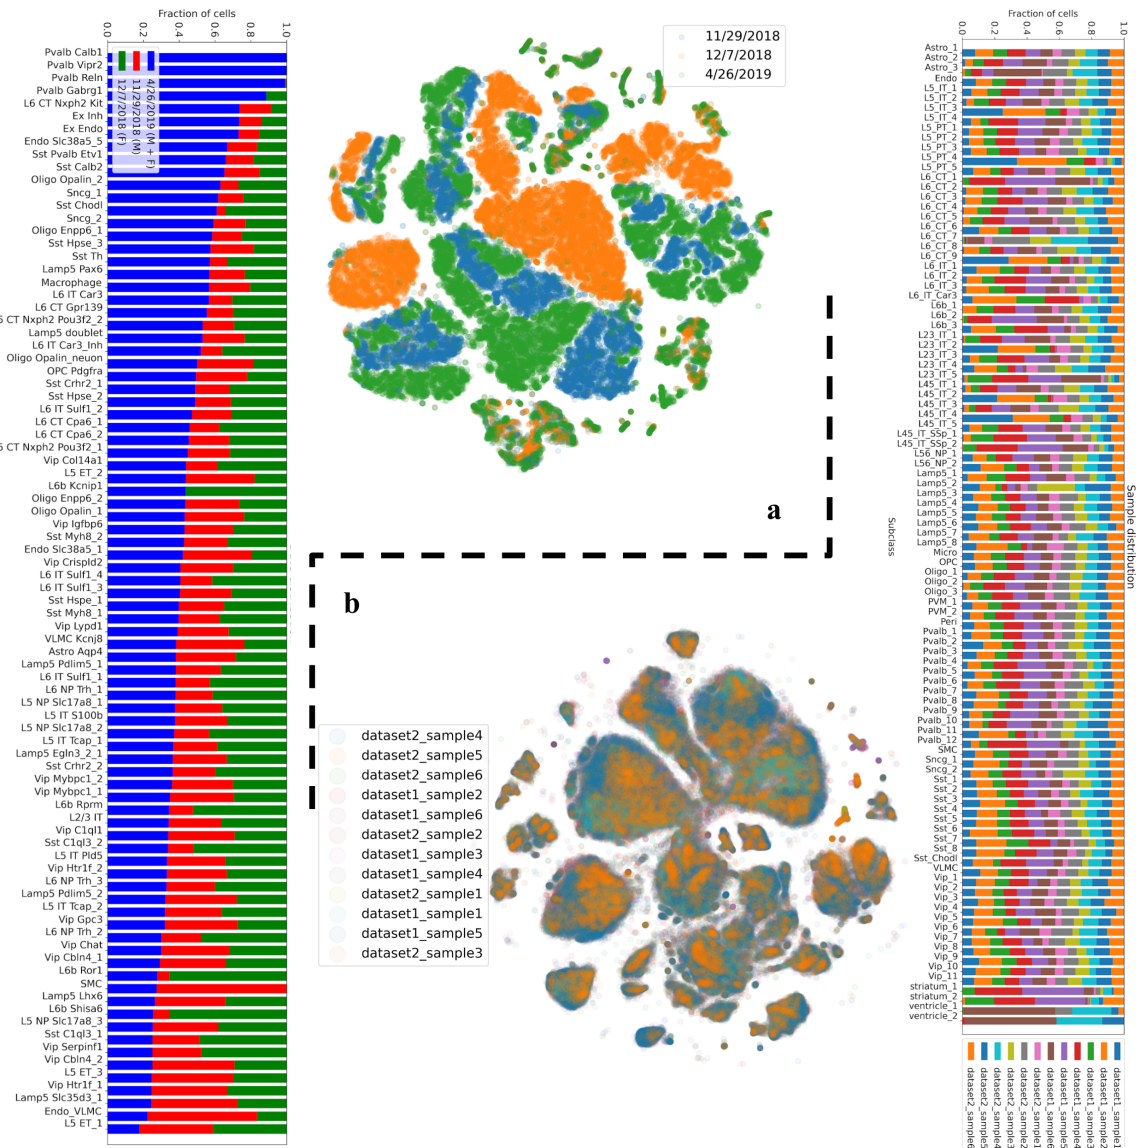 Fraction of cells
0.0
0.2
0.4
0.6
0.8
1.0
4/26/2019 (M + F)
11/29/2018 (M)
12/7/2018 (F)
Pvalb Calb1
Pvalb Vipr2
Pvalb Reln
Pvalb Gabrg1
L6 CT Nxph2 Kit
Ex Inh
Ex Endo
Endo Slc38a5_5
Sst Pvalb Etv1
Sst Calb2
Oligo Opalin_2
Sncg_1
Sst Chodl
Sncg_2
Oligo Enpp6_1
Sst Hpse_3
Sst Th
Lamp5 Pax6
Macrophage
L6 IT Car3
L6 CT Gpr139
CT Nxph2 Pou3f2_2
Lamp5 doublet
L6 IT Car3_Inh
Oligo Opalin_neuon
OPC Pdgfra
Sst Crhr2_1
Sst Hpse_2
L6 IT Sulf1_2
L6 CT Cpa6_1
L6 CT Cpa6_2
CT Nxph2 Pou3f2_1
Vip Col14a1
L5 ET_2
L6b Kcnip1
Oligo Enpp6_2
Oligo Opalin_1
Vip Igfbp6
Sst Myh8_2
Endo Slc38a5_1
Vip Crispld2
L6 IT Sulf1_4
L6 IT Sulf1_3
Sst Hspe_1
Sst Myh8_1
Vip Lypd1
VLMC Kcnj8
Astro Aqp4
Lamp5 Pdlim5_1
L6 IT Sulf1_1
L6 NP Trh_1
L5 NP Slc17a8_1
L5 IT S100b
L5 NP Slc17a8_2
L5 IT Tcap_1
Lamp5 Egln3_2_1
Sst Crhr2_2
Vip Mybpc1_2
Vip Mybpc1_1
L6b Rprm
L2/3 IT
Vip C1ql1
Sst C1ql3_2
L5 IT Pld5
Vip Htr1f_2
L6 NP Trh_3
Lamp5 Pdlim5_2
L5 IT Tcap_2
Vip Gpc3
L6 NP Trh_2
Vip Chat
Vip Cbln4_1
L6b Ror1
SMC
Lamp5 Lhx6
L6b Shisa6
L5 NP Slc17a8_3
Sst C1ql3_1
Vip Serpinf1
Vip Cbln4_2
L5 ET_3
Vip Htr1f_1
Lamp5 Slc35d3_1
Endo_VLMC
L5 ET_1
11/29/2018
12/7/2018
4/26/2019
a
b
dataset2_sample4
dataset2_sample5
dataset2_sample6
dataset1_sample2
dataset1_sample6
dataset2_sample2
dataset1_sample3
dataset1_sample4
dataset2_sample1
dataset1_sample1
dataset1_sample5
dataset2_sample3
Fraction of cells
0.0
0.2
0.4
0.6
0.8
1.0
Sample distribution
Subclass
Astro_1
Astro_2
Astro_3
Endo
L5_IT_1
L5_IT_2
L5_IT_3
L5_IT_4
L5_PT_1
L5_PT_2
L5_PT_3
L5_PT_4
L5_PT_5
L6_CT_1
L6_CT_2
L6_CT_3
L6_CT_4
L6_CT_5
L6_CT_6
L6_CT_7
L6_CT_8
L6_CT_9
L6_IT_1
L6_IT_2
L6_IT_3
L6_IT_Car3
L6b_1
L6b_2
L6b_3
L23_IT_1
L23_IT_2
L23_IT_3
L23_IT_4
L23_IT_5
L45_IT_1
L45_IT_2
L45_IT_3
L45_IT_4
L45_IT_5
L45_IT_SSp_1
L45_IT_SSp_2
L56_NP_1
L56_NP_2
Lamp5_1
Lamp5_2
Lamp5_3
Lamp5_4
Lamp5_5
Lamp5_6
Lamp5_7
Lamp5_8
Micro
OPC
Oligo_1
Oligo_2
Oligo_3
PVM_1
PVM_2
Peri
Pvalb_1
Pvalb_2
Pvalb_3
Pvalb_4
Pvalb_5
Pvalb_6
Pvalb_7
Pvalb_8
Pvalb_9
Pvalb_10
Pvalb_11
Pvalb_12
SMC
Sncg_1
Sncg_2
Sst_1
Sst_2
Sst_3
Sst_4
Sst_5
Sst_6
Sst_7
Sst_8
Sst_Chodl
VLMC
Vip_1
Vip_2
Vip_3
Vip_4
Vip_5
Vip_6
Vip_7
Vip_8
Vip_9
Vip_10
Vip_11
striatum_1
striatum_2
ventricle_1
ventricle_2
dataset1_sample1
dataset1_sample2
dataset1_sample3
dataset1_sample4
dataset1_sample5
dataset1_sample6
dataset2_sample1
dataset2_sample2
dataset2_sample3
dataset2_sample4
dataset2_sample5
dataset2_sample6